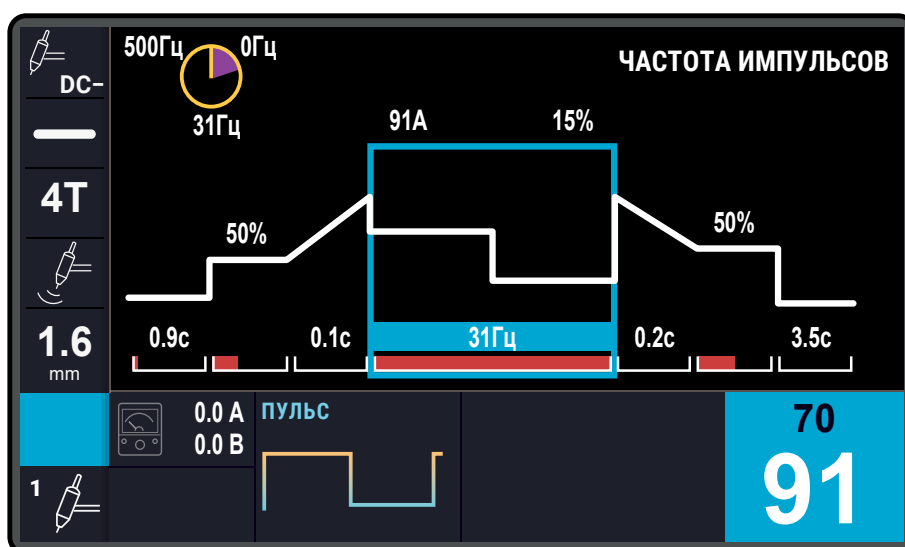 DC-
4T
1.6
mm
1
500Гц
0Гц
31Гц
ЧАСТОТА ИМПУЛЬСОВ
91A
15%
50%
50%
0.9с
0.1с
31Гц
0.2с
3.5с
0.0 A
0.0 В
ПУЛЬС
70
91